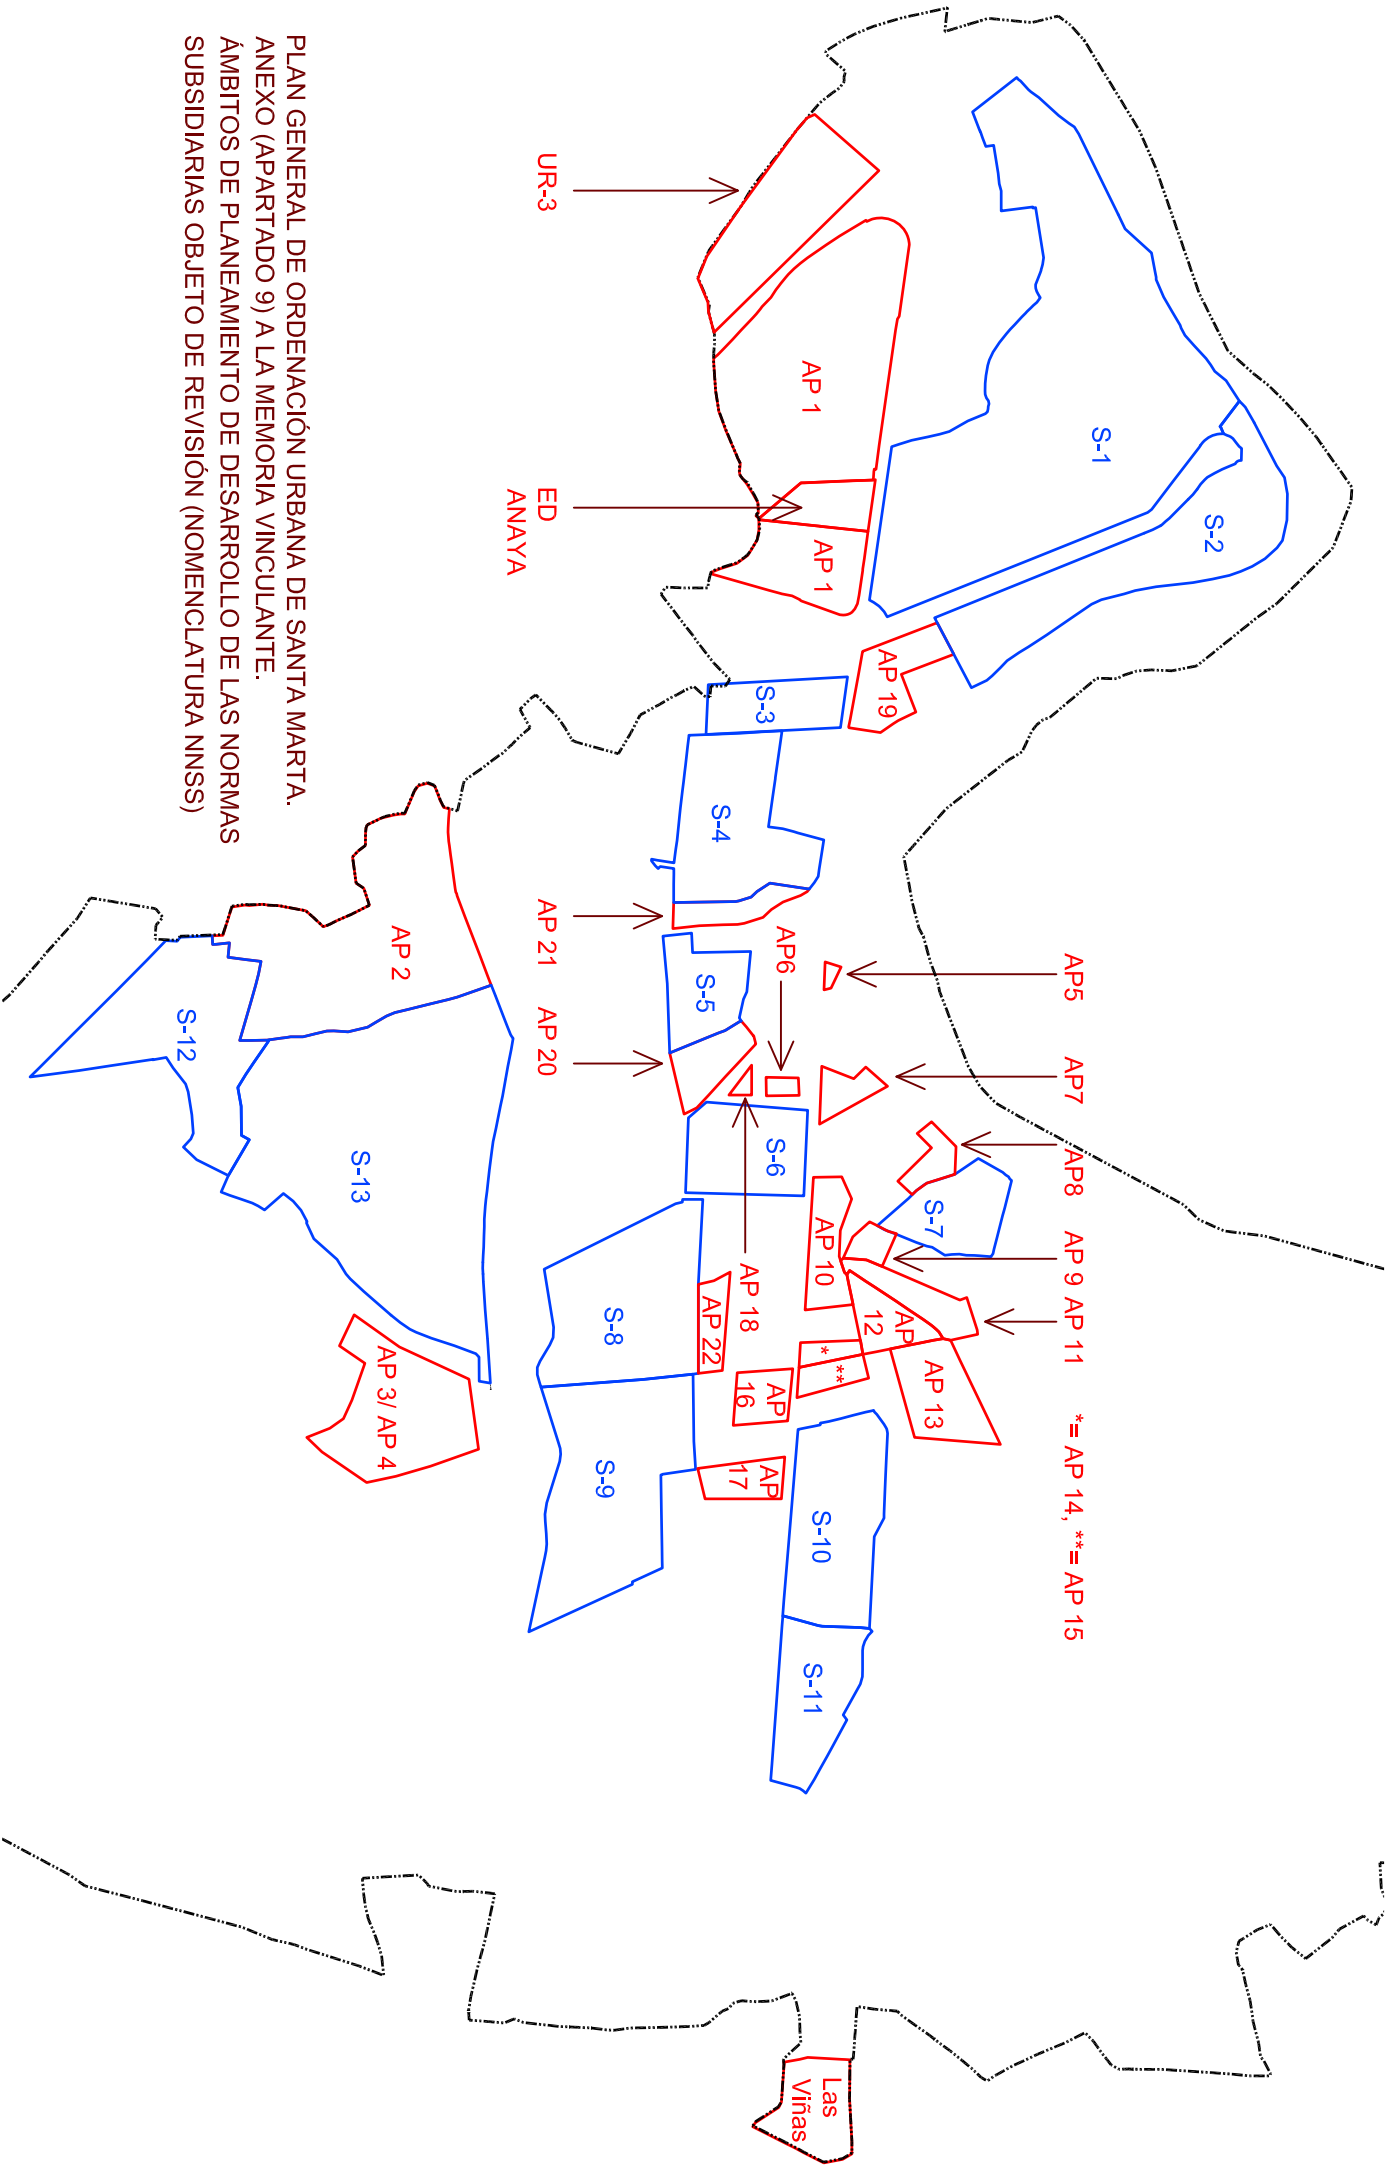 PLAN GENERAL DE ORDENACIÓN URBANA DE SANTA MARTA.
ANEXO (APARTADO 9) A LA MEMORIA VINCULANTE.
ÁMBITOS DE PLANEAMIENTO DE DESARROLLO DE LAS NORMAS
SUBSIDIARIAS OBJETO DE REVISIÓN (NOMENCLATURA NNSS)
UR-3
AP 1
ED
ANAYA
AP 1
S-1
S-2
AP 19
S-3
S-4
AP 21
AP 2
S-5
AP6
AP5
AP 20
AP7
S-12
S-13
S-6
AP8
S-7
AP 9
AP 10
AP 18
AP 11
AP
12
S-8
AP 22
*
**
AP
16
AP 13
AP 3/ AP 4
*= AP 14, **= AP 15
S-9
AP
17
S-10
S-11
Las
Viñas